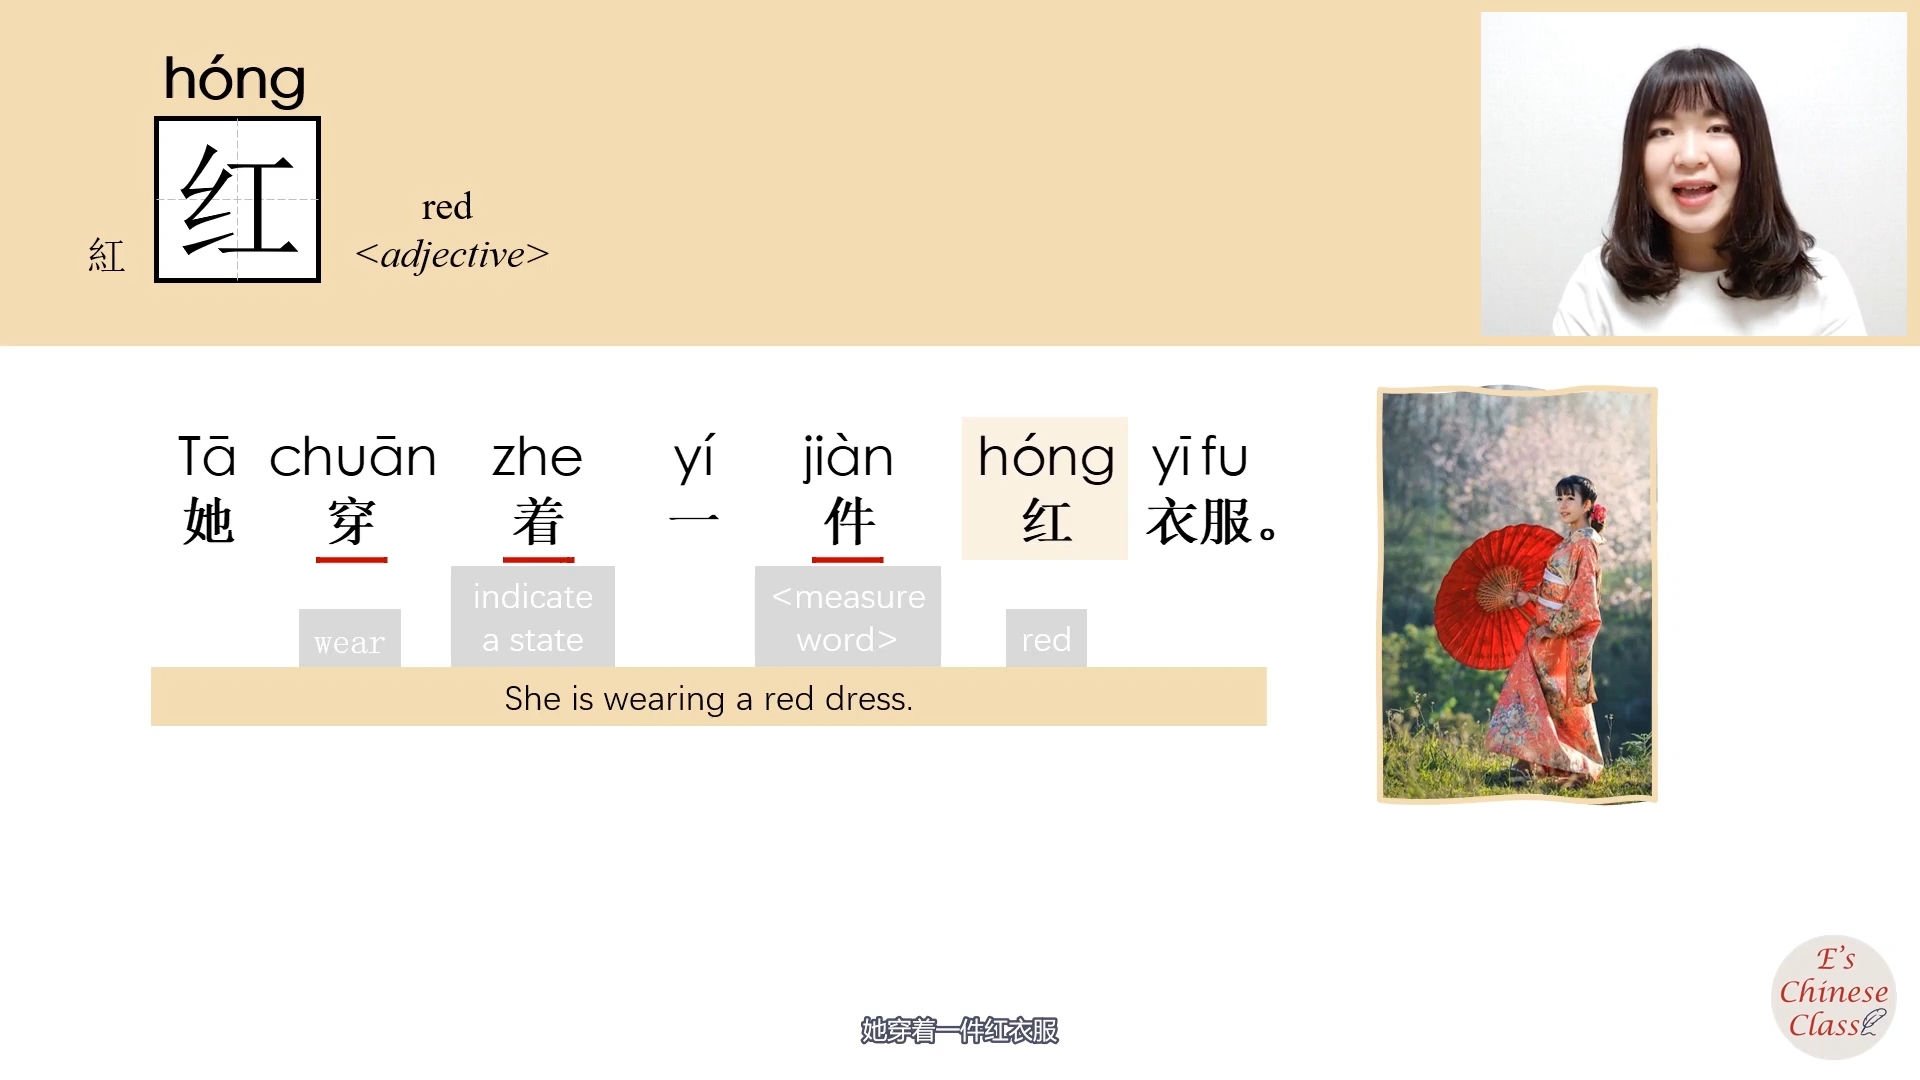 hóng
红
紅
red
<adjective>
Tā chuān zhe yí jiàn hóng yī fu
她 穿 着 一 件 红 衣服。
wear
indicate
a state
<measure
word>
red
She is wearing a red dress.
她穿着一件红衣服
E's
Chinese
Class